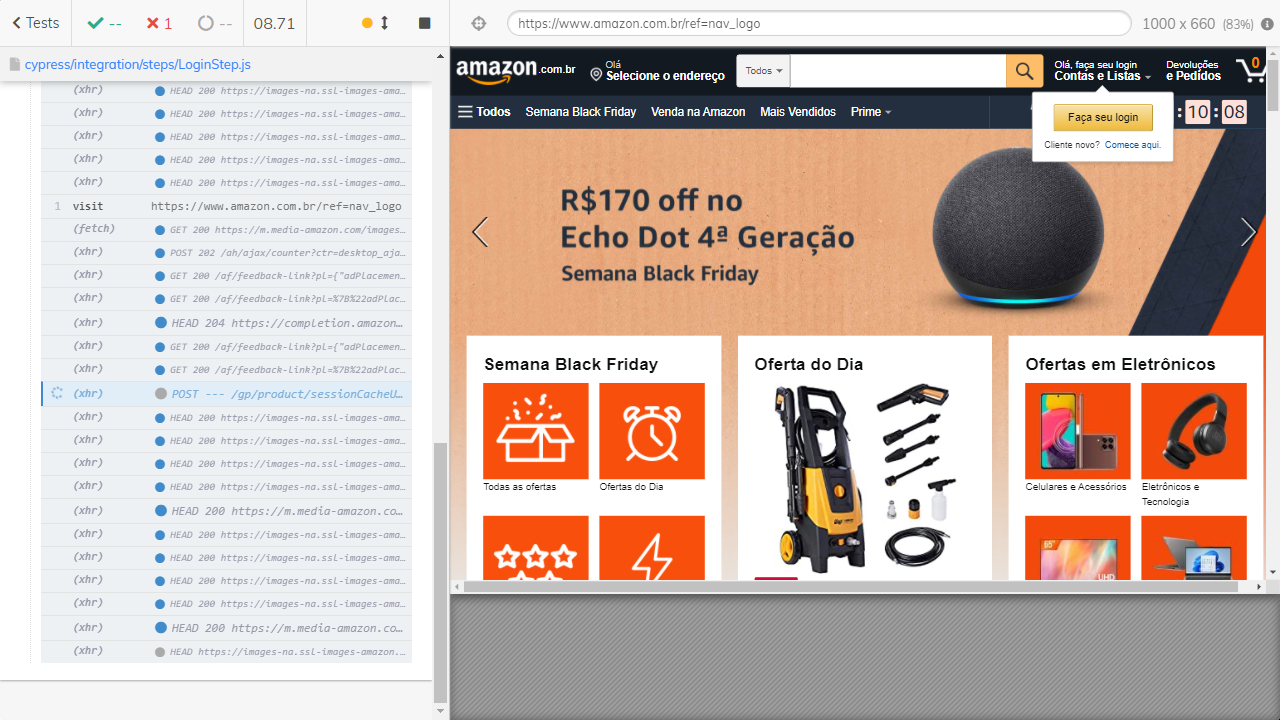 Tests
--
1
--
08.71
https://www.amazon.com.br/ref=nav_logo
1000 x 660 (83%)
cypress/integration/steps/LoginStep.js
(xhr) HEAD 200 https://images-na.ssl-images-ama…
(xhr) HEAD 200 https://images-na.ssl-images-ama…
(xhr) HEAD 200 https://images-na.ssl-images-ama…
(xhr) HEAD 200 https://images-na.ssl-images-ama…
(xhr) HEAD 200 https://images-na.ssl-images-ama…
1 visit https://www.amazon.com.br/ref=nav_logo
(fetch) GET 200 https://m.media-amazon.com/images…
(xhr) POST 202 /ah/ajax/counter?ctr=desktop_aja…
(xhr) GET 200 /af/feedback-link?pl={"adPlacemen…
(xhr) GET 200 /af/feedback-link?pl=%7B%22adPlac…
(xhr) HEAD 204 https://completion.amazon…
(xhr) GET 200 /af/feedback-link?pl={"adPlacemen…
(xhr) GET 200 /af/feedback-link?pl=%7B%22adPlac…
(xhr) POST --- /gp/product/sessionCacheU…
(xhr) HEAD 200 https://images-na.ssl-images-ama…
(xhr) HEAD 200 https://images-na.ssl-images-ama…
(xhr) HEAD 200 https://images-na.ssl-images-ama…
(xhr) HEAD 200 https://images-na.ssl-images-ama…
(xhr) HEAD 200 https://m.media-amazon.co…
(xhr) HEAD 200 https://images-na.ssl-images-ama…
(xhr) HEAD 200 https://images-na.ssl-images-ama…
(xhr) HEAD 200 https://images-na.ssl-images-ama…
(xhr) HEAD 200 https://images-na.ssl-images-ama…
(xhr) HEAD 200 https://m.media-amazon.co…
(xhr) HEAD https://images-na.ssl-images-amazon.…
amazon.com.br
Olá
Selecione o endereço
Todos
Olá, faça seu login
Contas e Listas
Devoluções
e Pedidos
0
Todos
Semana Black Friday
Venda na Amazon
Mais Vendidos
Prime
: 10 : 08
Faça seu login
Cliente novo? Comece aqui.
R$170 off no
Echo Dot 4ª Geração
Semana Black Friday
Semana Black Friday
Todas as ofertas
Ofertas do Dia
Oferta do Dia
Ofertas em Eletrônicos
Celulares e Acessórios
Eletrônicos e
Tecnologia
65"
UHD